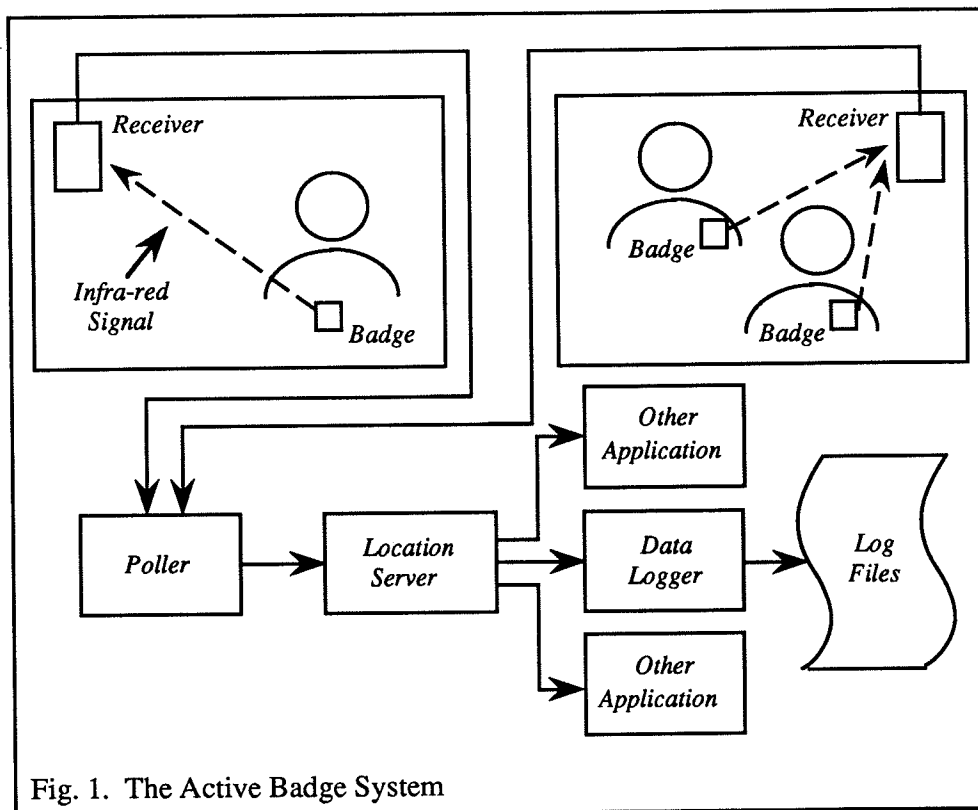 Receiver
Infra-red
Signal
Badge
Receiver
Badge
Badge
Poller
Location
Server
Other
Application
Data
Logger
Other
Application
Log
Files
Fig. 1. The Active Badge System